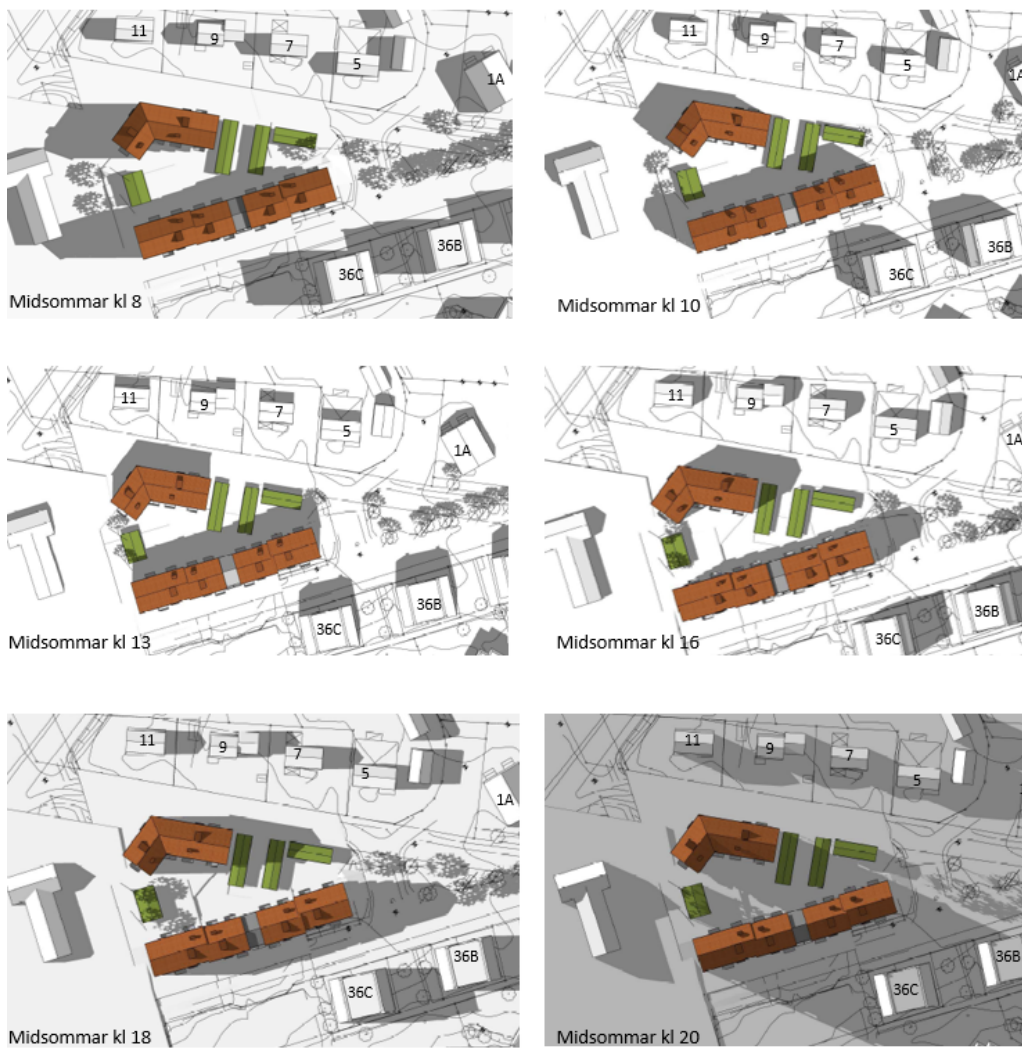 11
9
7
5
1A
36B
36C
Midsommar kl 8
11
9
7
5
1A
36B
36C
Midsommar kl 10
11
9
7
5
1A
36B
36C
Midsommar kl 13
11
9
7
5
1A
36B
36C
Midsommar kl 16
11
9
7
5
1A
36B
36C
Midsommar kl 18
11
9
7
5
36B
36C
Midsommar kl 20